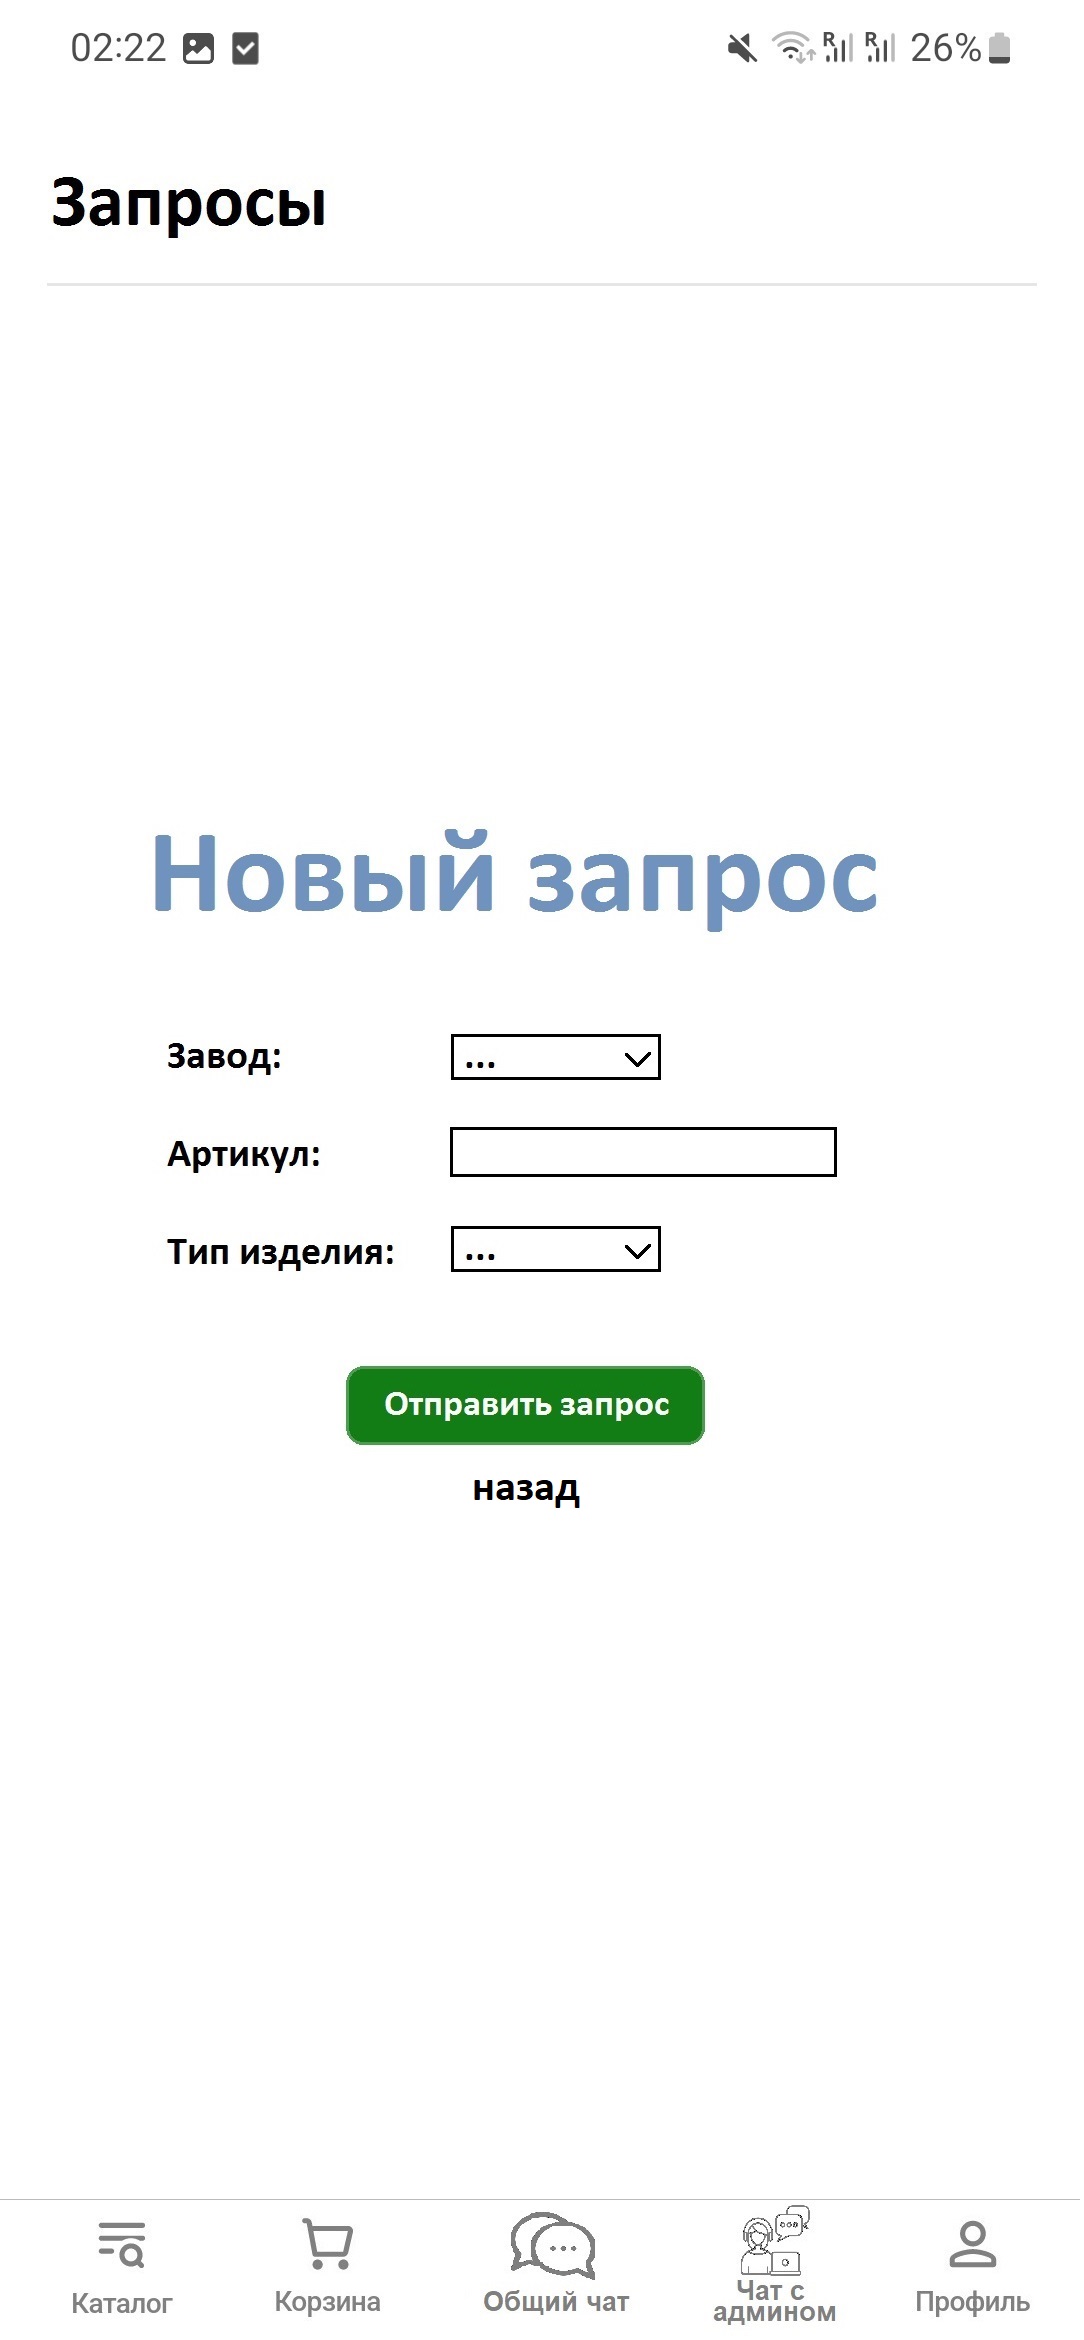 02:22 26%
Запросы
Новый запрос
Завод: ...
Артикул:
Тип изделия: ...
Отправить запрос
назад
Каталог Корзина Общий чат Чат с админом Профиль